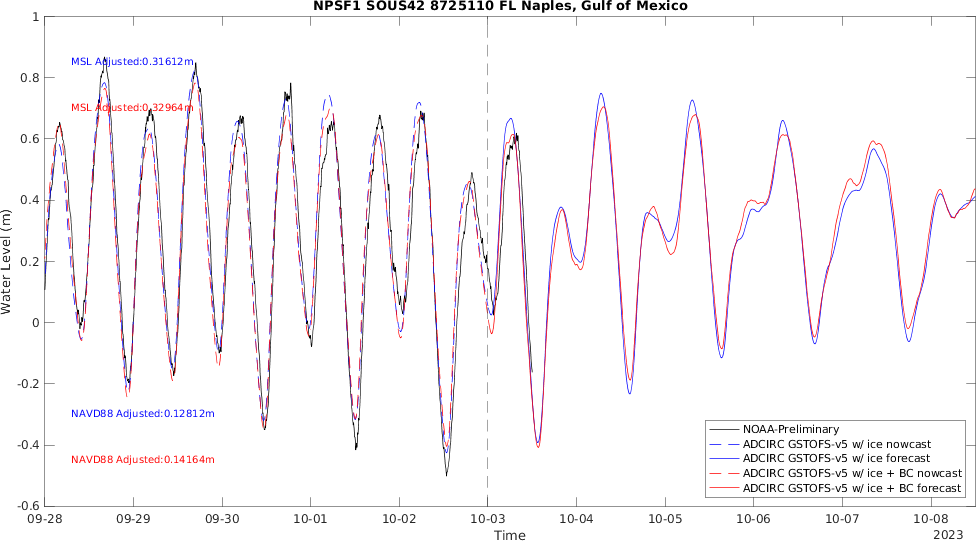 NPSF1 SOUS42 8725110 FL Naples, Gulf of Mexico
1
0.8
0.6
0.4
0.2
0
-0.2
-0.4
-0.6
Water Level (m)
MSL Adjusted:0.31612m
MSL Adjusted:0.32964m
NAVD88 Adjusted:0.12812m
NAVD88 Adjusted:0.14164m
NOAA-Preliminary
ADCIRC GSTOFS-v5 w/ ice nowcast
ADCIRC GSTOFS-v5 w/ ice forecast
ADCIRC GSTOFS-v5 w/ ice + BC nowcast
ADCIRC GSTOFS-v5 w/ ice + BC forecast
09-28 09-29 09-30 10-01 10-02 10-03 10-04 10-05 10-06 10-07 10-08
Time
2023